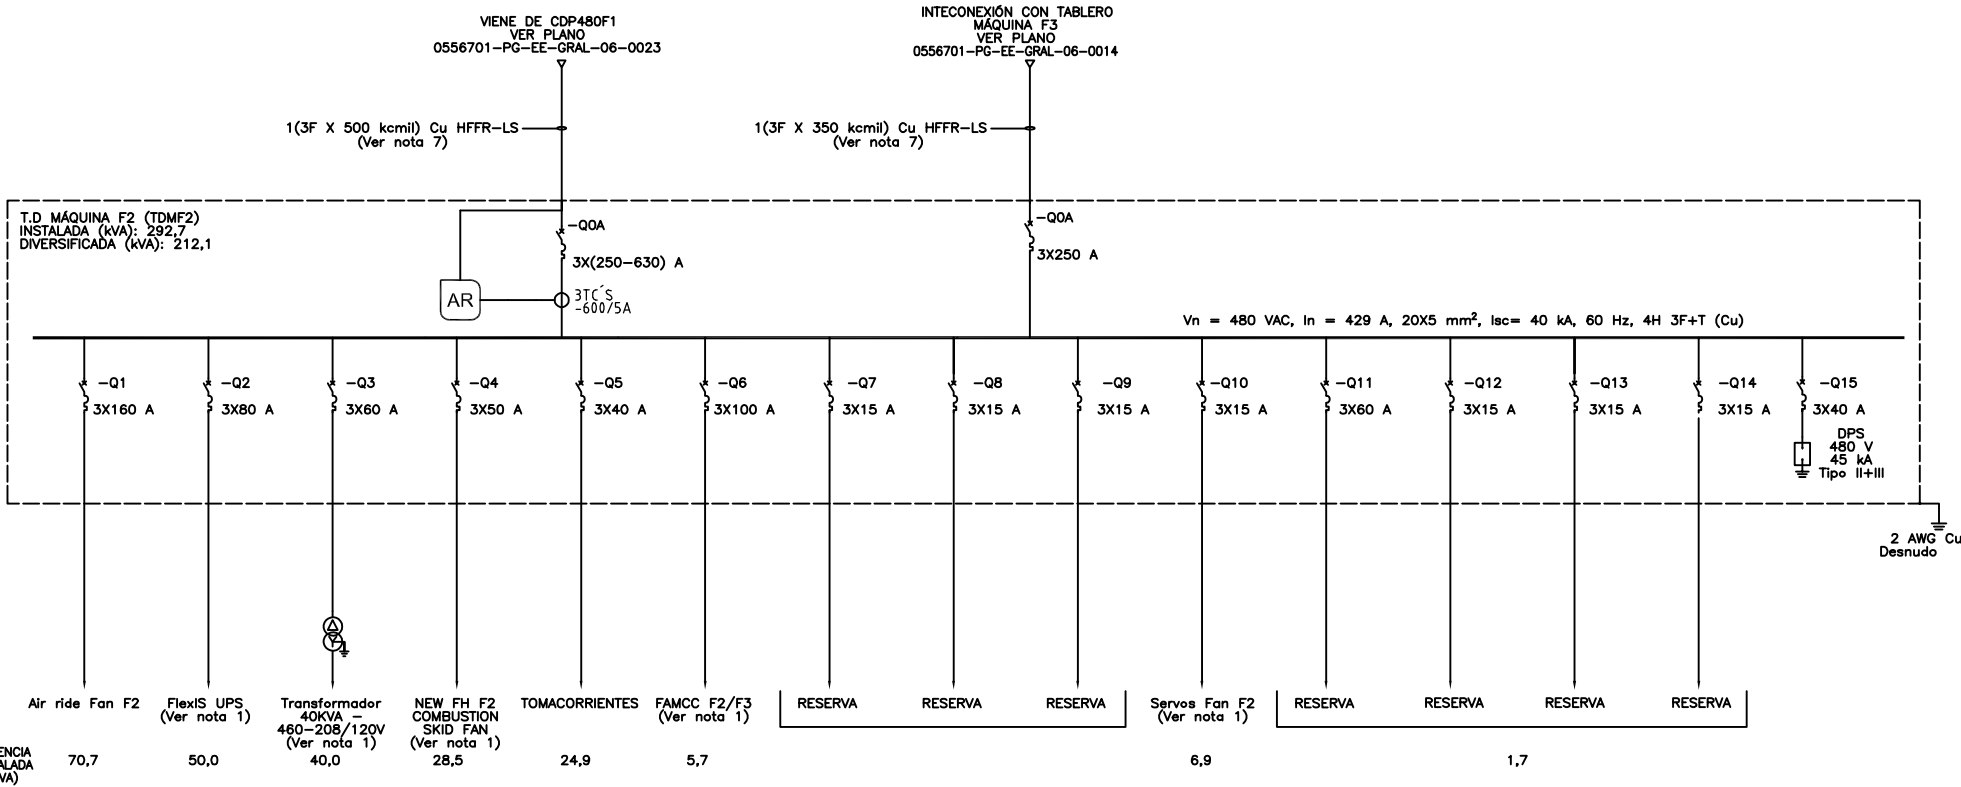 VIENE DE CDP480F1
VER PLANO
0556701-PG-EE-GRAL-06-0023
INTECONEXIÓN CON TABLERO
MÁQUINA F3
VER PLANO
0556701-PG-EE-GRAL-06-0014
1(3F X 500 kcmil) Cu HFFR-LS
(Ver nota 7)
1(3F X 350 kcmil) Cu HFFR-LS
(Ver nota 7)
T.D MÁQUINA F2 (TDMF2)
INSTALADA (kVA): 292,7
DIVERSIFICADA (kVA): 212,1
-Q0A
3X(250-630) A
-Q0A
3X250 A
AR
3TC´S
-600/5A
Vn = 480 VAC, In = 429 A, 20X5 mm², Isc= 40 kA, 60 Hz, 4H 3F+T (Cu)
-Q1
3X160 A
-Q2
3X80 A
-Q3
3X60 A
-Q4
3X50 A
-Q5
3X40 A
-Q6
3X100 A
-Q7
3X15 A
-Q8
3X15 A
-Q9
3X15 A
-Q10
3X15 A
-Q11
3X60 A
-Q12
3X15 A
-Q13
3X15 A
-Q14
3X15 A
-Q15
3X40 A
DPS
480 V
45 kA
Tipo II+III
2 AWG Cu
Desnudo
Air ride Fan F2
FlexIS UPS
(Ver nota 1)
Transformador
40KVA -
460-208/120V
(Ver nota 1)
NEW FH F2
COMBUSTION
SKID FAN
(Ver nota 1)
TOMACORRIENTES
FAMCC F2/F3
(Ver nota 1)
RESERVA
RESERVA
RESERVA
Servos Fan F2
(Ver nota 1)
RESERVA
RESERVA
RESERVA
RESERVA
ENCIA
ALADA
VA)
70,7
50,0
40,0
28,5
24,9
5,7
6,9
1,7